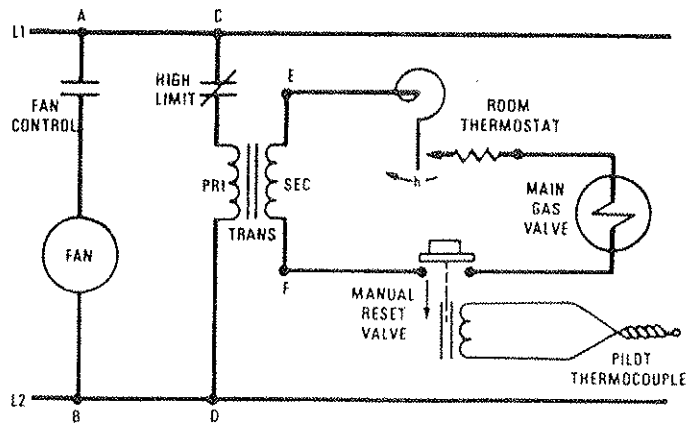 A
C
L1
HIGH
LIMIT
E
FAN
CONTROL
ROOM
THERMOSTAT
h
PRI
SEC
MAIN
GAS
VALVE
TRANS
FAN
F
MANUAL
RESET
VALVE
PILOT
THERMOCOUPLE
L2
B
D